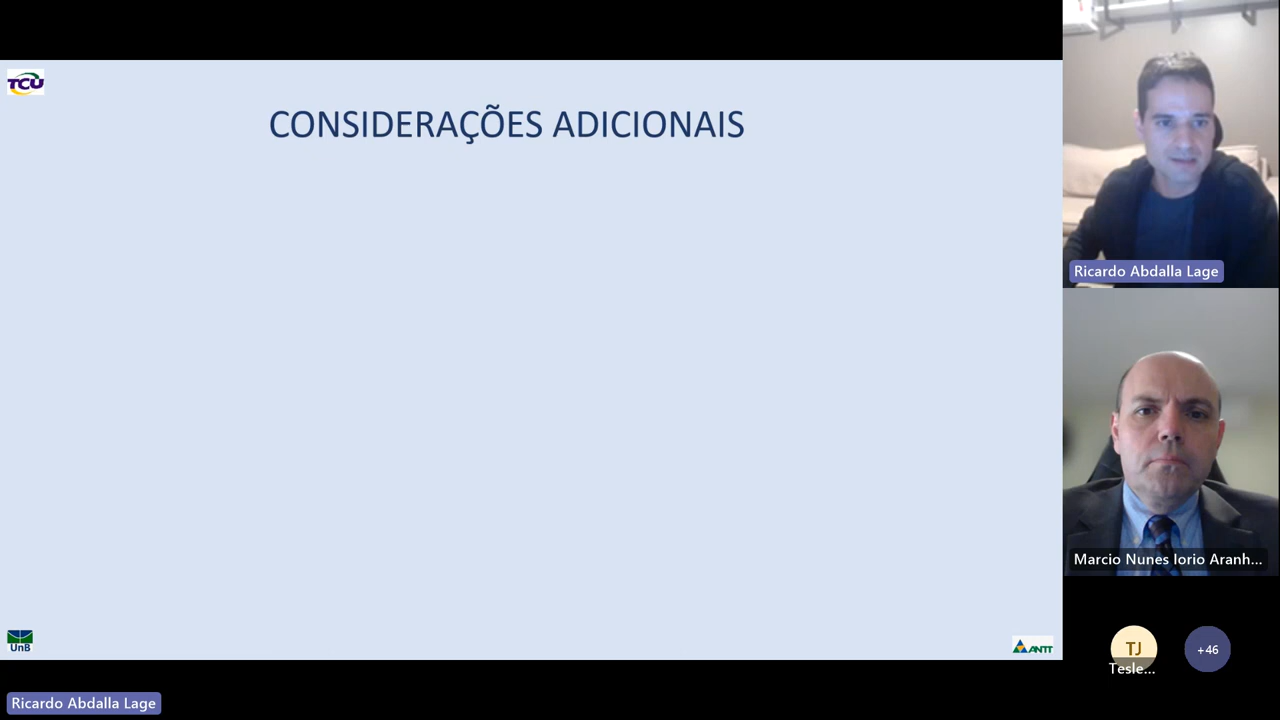 TCU
CONSIDERAÇÕES ADICIONAIS
UnB
ANTT
Ricardo Abdalla Lage
Ricardo Abdalla Lage
Marcio Nunes Iorio Aranh...
TJ
Tesle...
+46